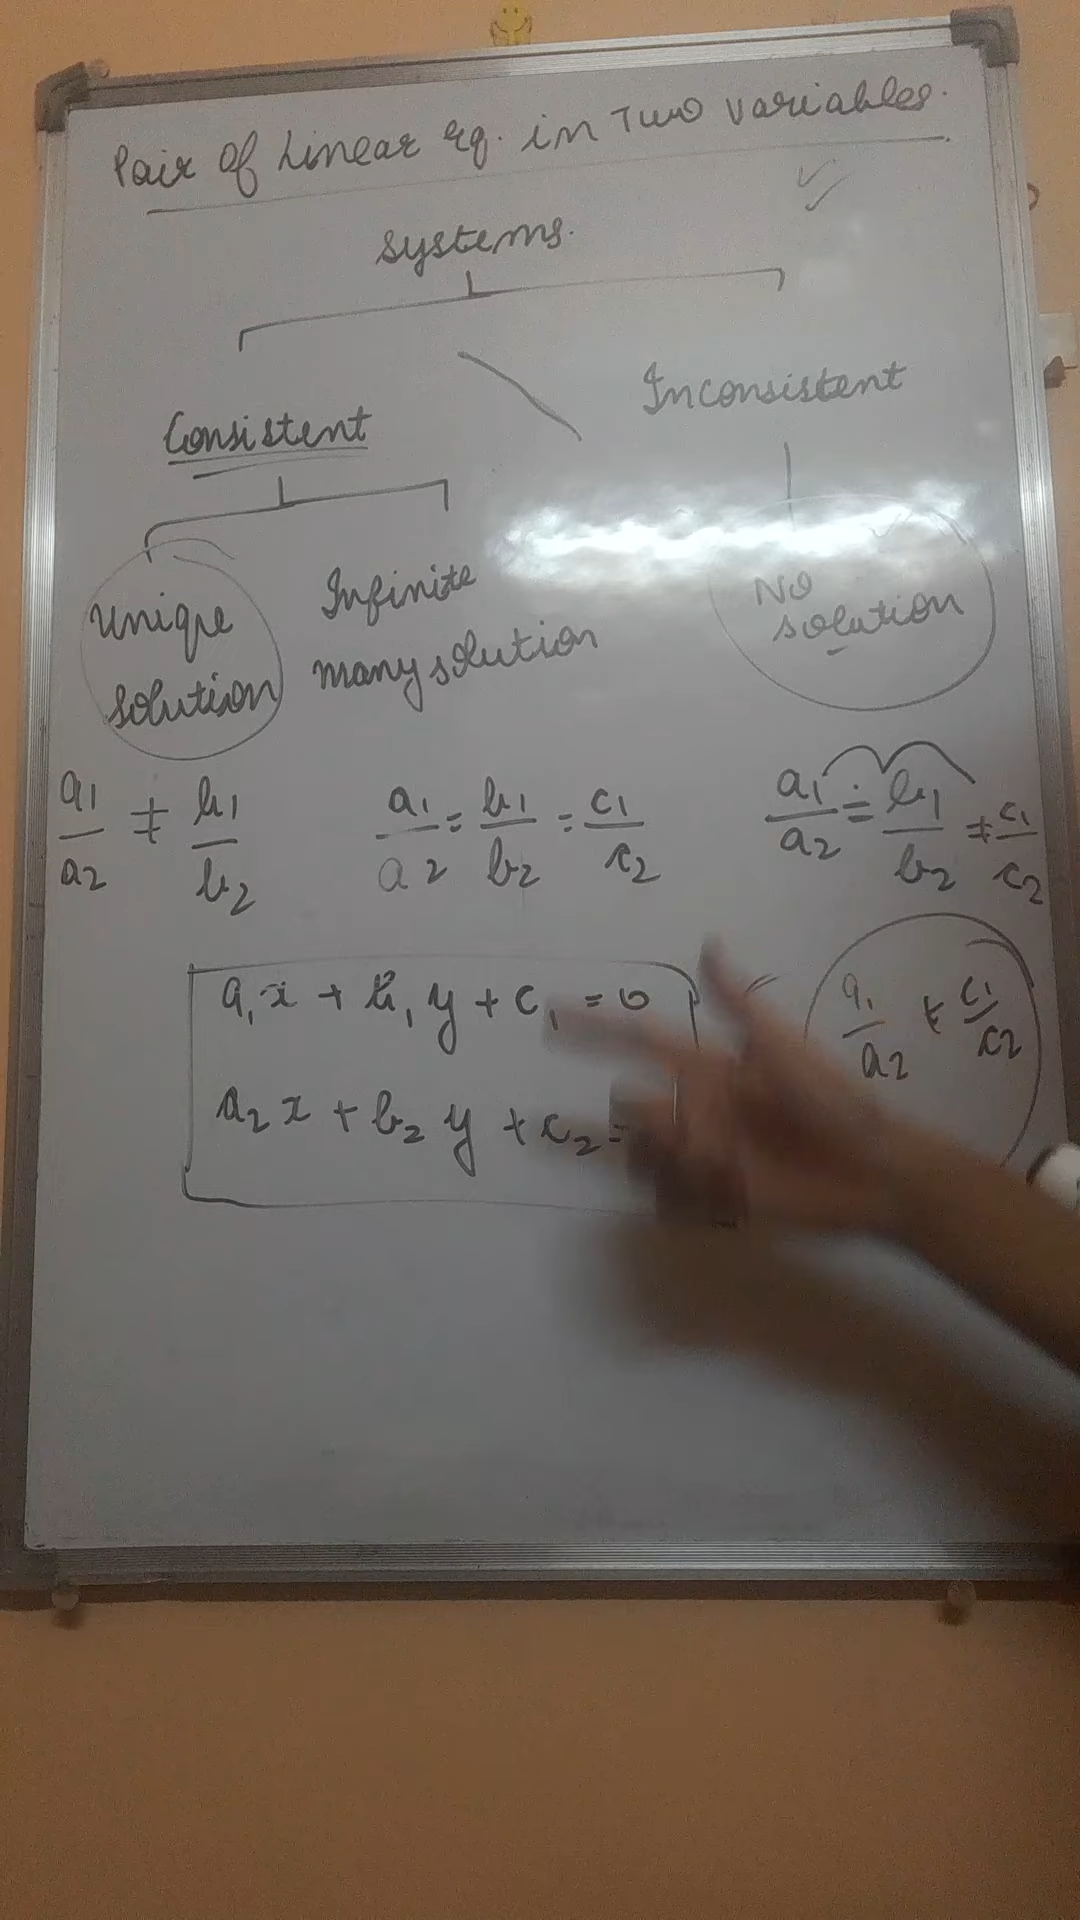 Pair of Linear Eq. in Two variables.
systems.
Consistent Inconsistent
Unique solution
Infinite many solution
No solution
a1/a2 ≠ b1/b2
a1/a2 = b1/b2 = c1/c2
a1/a2 = b1/b2 ≠ c1/c2
a1x + b1y + c1 = 0
a2x + b2y + c2 =
a1/a2 ≠ c1/c2